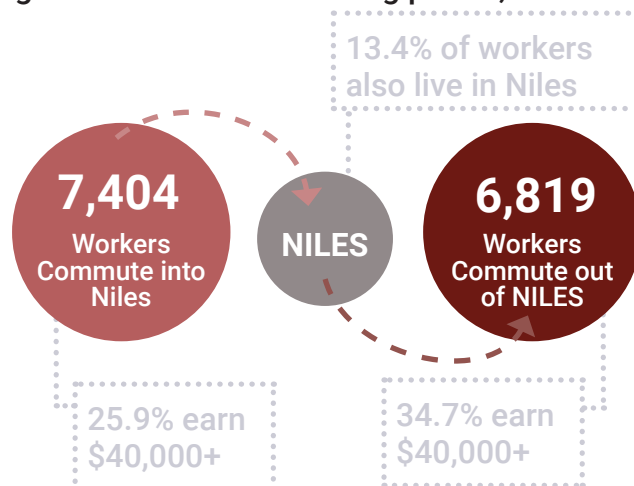 13.4% of workers
also live in Niles
7,404
Workers
Commute into
Niles
NILES
6,819
Workers
Commute out
of NILES
25.9% earn
$40,000+
34.7% earn
$40,000+